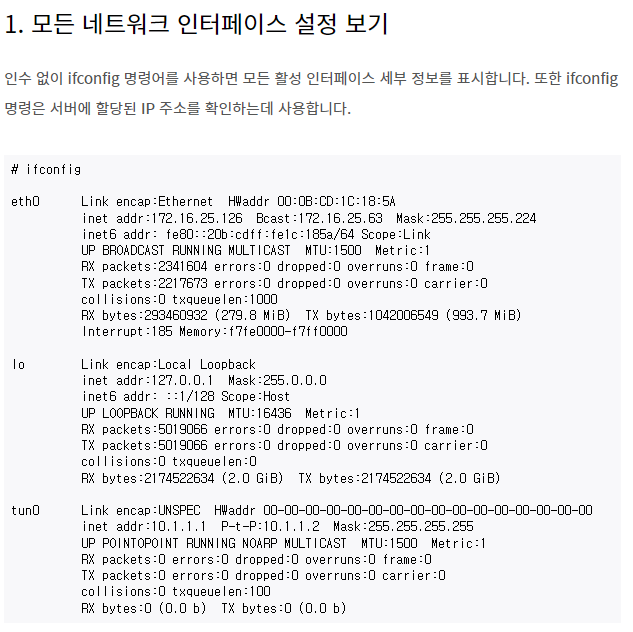 1. 모든 네트워크 인터페이스 설정 보기
인수 없이 ifconfig 명령어를 사용하면 모든 활성 인터페이스 세부 정보를 표시합니다. 또한 ifconfig
명령은 서버에 할당된 IP 주소를 확인하는데 사용합니다.
# ifconfig
eth0 Link encap:Ethernet HWaddr 00:0B:CD:1C:18:5A
inet addr:172.16.25.126 Bcast:172.16.25.63 Mask:255.255.255.224
inet6 addr: fe80::20b:cdff:fe1c:185a/64 Scope:Link
UP BROADCAST RUNNING MULTICAST MTU:1500 Metric:1
RX packets:2341604 errors:0 dropped:0 overruns:0 frame:0
TX packets:2217673 errors:0 dropped:0 overruns:0 carrier:0
collisions:0 txqueuelen:1000
RX bytes:293460932 (279.8 MiB) TX bytes:1042006549 (993.7 MiB)
Interrupt:185 Memory:f7fe0000-f7ff0000
lo Link encap:Local Loopback
inet addr:127.0.0.1 Mask:255.0.0.0
inet6 addr: ::1/128 Scope:Host
UP LOOPBACK RUNNING MTU:16436 Metric:1
RX packets:5019066 errors:0 dropped:0 overruns:0 frame:0
TX packets:5019066 errors:0 dropped:0 overruns:0 carrier:0
collisions:0 txqueuelen:0
RX bytes:2174522634 (2.0 GiB) TX bytes:2174522634 (2.0 GiB)
tun0 Link encap:UNSPEC HWaddr 00-00-00-00-00-00-00-00-00-00-00-00-00-00-00-00
inet addr:10.1.1.1 P-t-P:10.1.1.2 Mask:255.255.255.255
UP POINTOPOINT RUNNING NOARP MULTICAST MTU:1500 Metric:1
RX packets:0 errors:0 dropped:0 overruns:0 frame:0
TX packets:0 errors:0 dropped:0 overruns:0 carrier:0
collisions:0 txqueuelen:100
RX bytes:0 (0.0 b) TX bytes:0 (0.0 b)